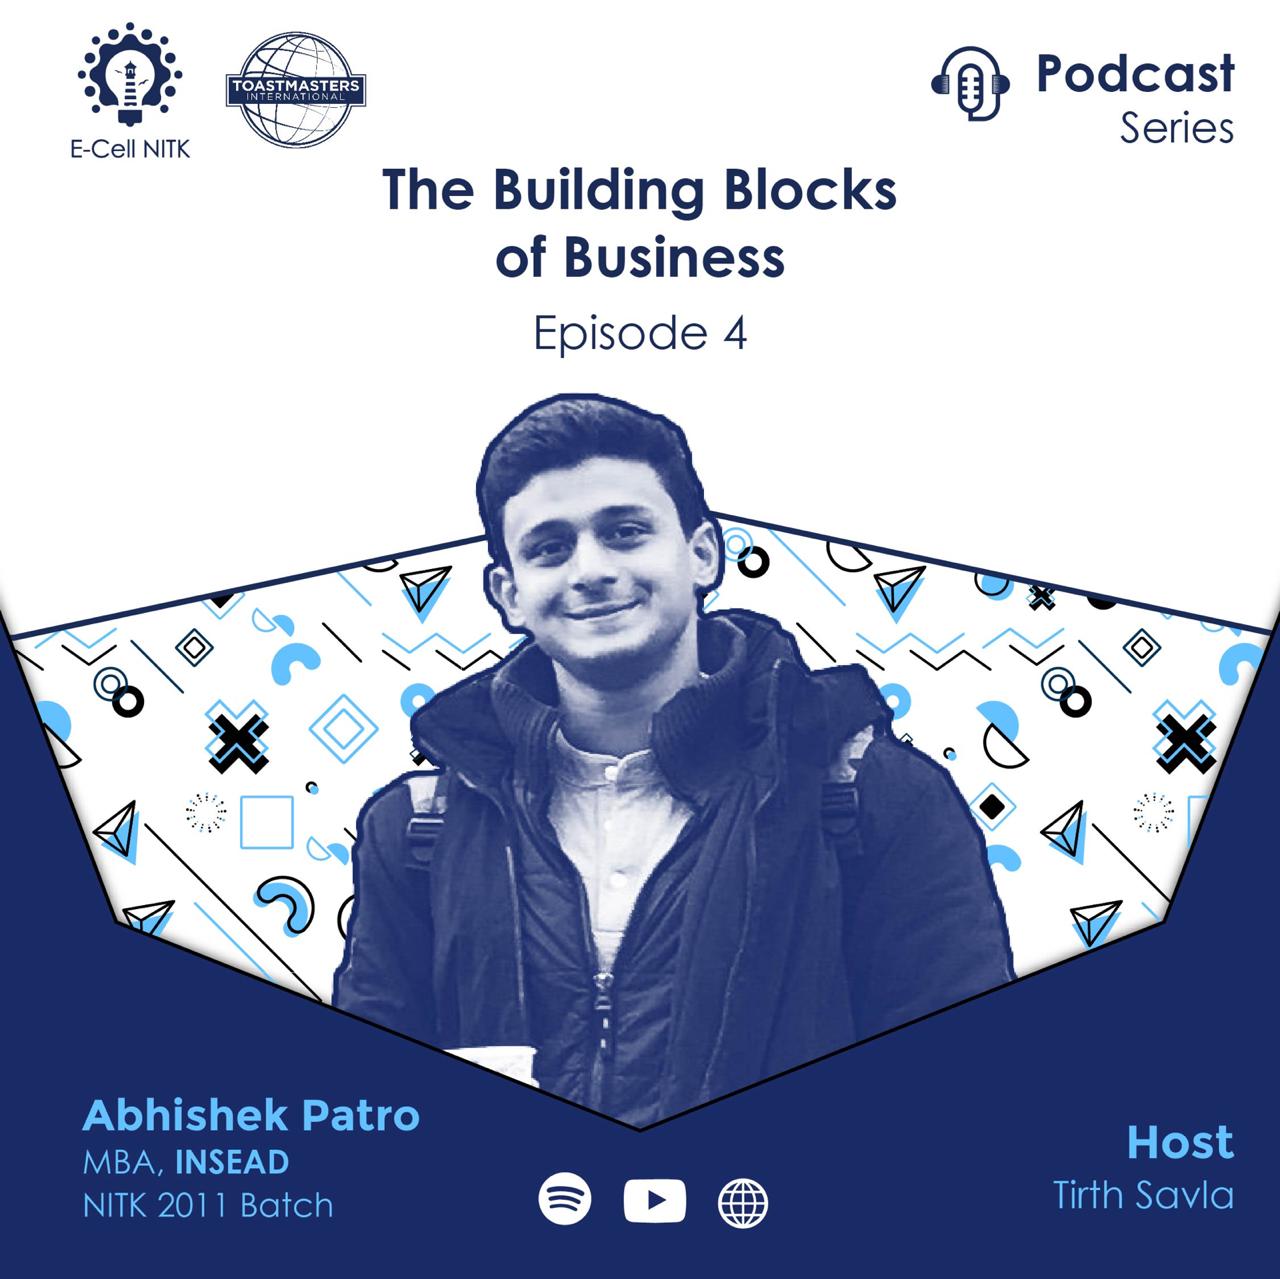 E-Cell NITK
TOASTMASTERS
INTERNATIONAL
Podcast
Series
The Building Blocks
of Business
Episode 4
Abhishek Patro
MBA, INSEAD
NITK 2011 Batch
Host
Tirth Savla